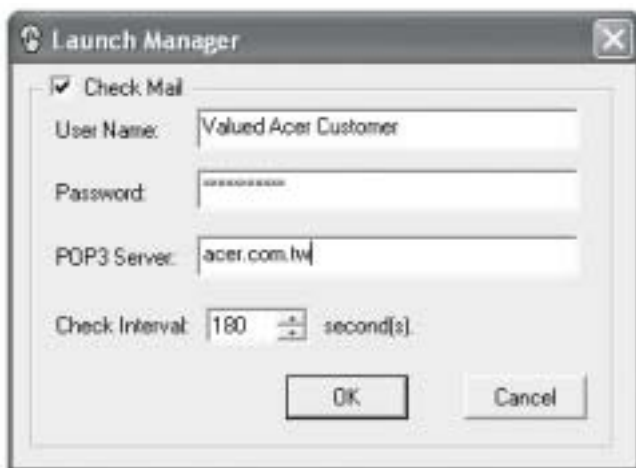 Launch Manager
Check Mail
User Name: Valued Acer Customer
Password: ***********
POP3 Server: acer.com.tw
Check Interval: 180 second(s).
OK Cancel